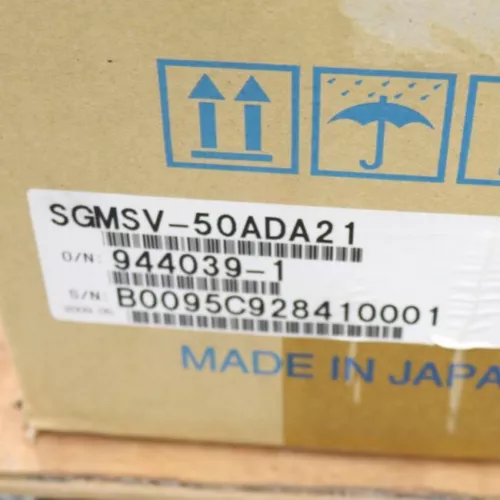 SGMSV-50ADA21
O/N: 944039-1
S/N: B0095C928410001
MADE IN JAPA